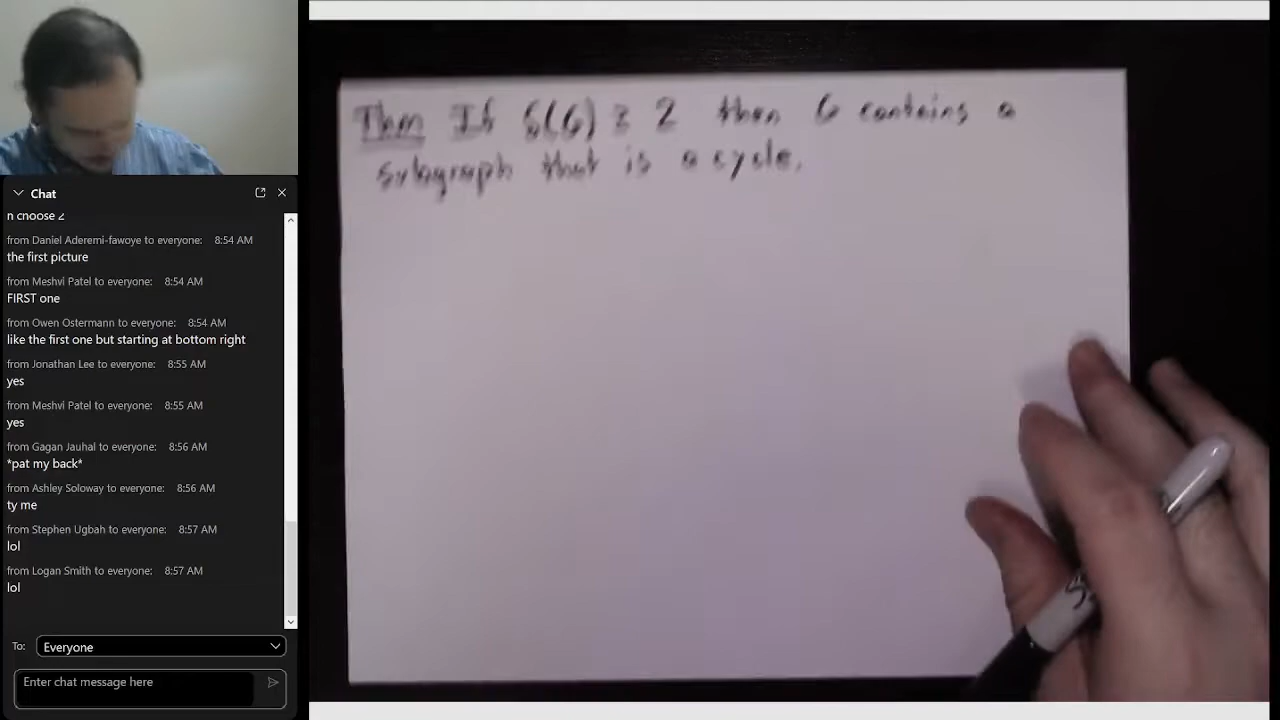 Chat
n choose 2
from Daniel Aderemi-fawoye to everyone: 8:54 AM
the first picture
from Meshvi Patel to everyone: 8:54 AM
FIRST one
from Owen Ostermann to everyone: 8:54 AM
like the first one but starting at bottom right
from Jonathan Lee to everyone: 8:55 AM
yes
from Meshvi Patel to everyone: 8:55 AM
yes
from Gagan Jauhal to everyone: 8:56 AM
*pat my back*
from Ashley Soloway to everyone: 8:56 AM
ty me
from Stephen Ugbah to everyone: 8:57 AM
lol
from Logan Smith to everyone: 8:57 AM
lol
To: Everyone
Enter chat message here
Thm If δ(G) ≥ 2 then G contains a
subgraph that is a cycle.